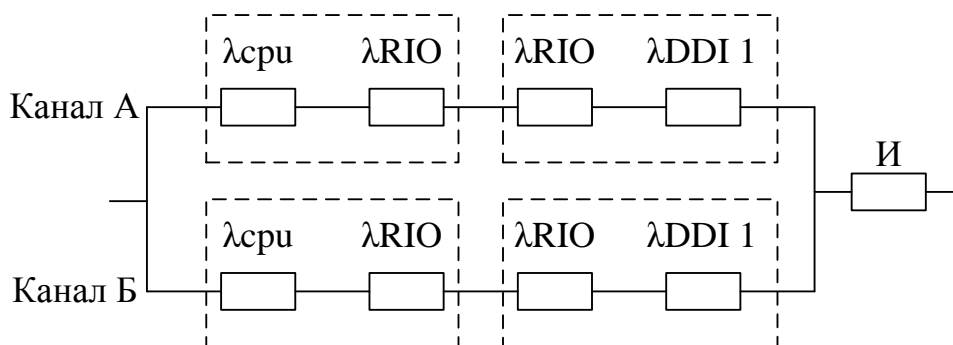 λcpu λRIO λRIO λDDI 1
Канал А
И
λcpu λRIO λRIO λDDI 1
Канал Б